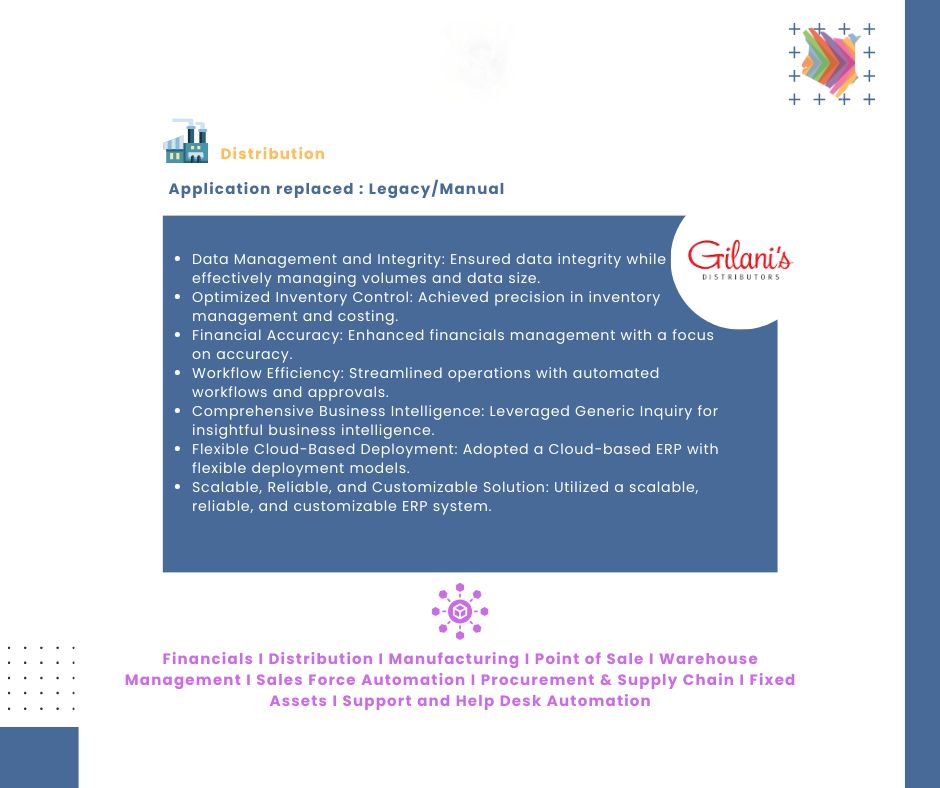 Distribution
Application replaced : Legacy/Manual
Gilani's
DISTRIBUTORS
• Data Management and Integrity: Ensured data integrity while
effectively managing volumes and data size.
• Optimized Inventory Control: Achieved precision in inventory
management and costing.
• Financial Accuracy: Enhanced financials management with a focus
on accuracy.
• Workflow Efficiency: Streamlined operations with automated
workflows and approvals.
• Comprehensive Business Intelligence: Leveraged Generic Inquiry for
insightful business intelligence.
• Flexible Cloud-Based Deployment: Adopted a Cloud-based ERP with
flexible deployment models.
• Scalable, Reliable, and Customizable Solution: Utilized a scalable,
reliable, and customizable ERP system.
Financials I Distribution I Manufacturing I Point of Sale I Warehouse
Management I Sales Force Automation I Procurement & Supply Chain I Fixed
Assets I Support and Help Desk Automation